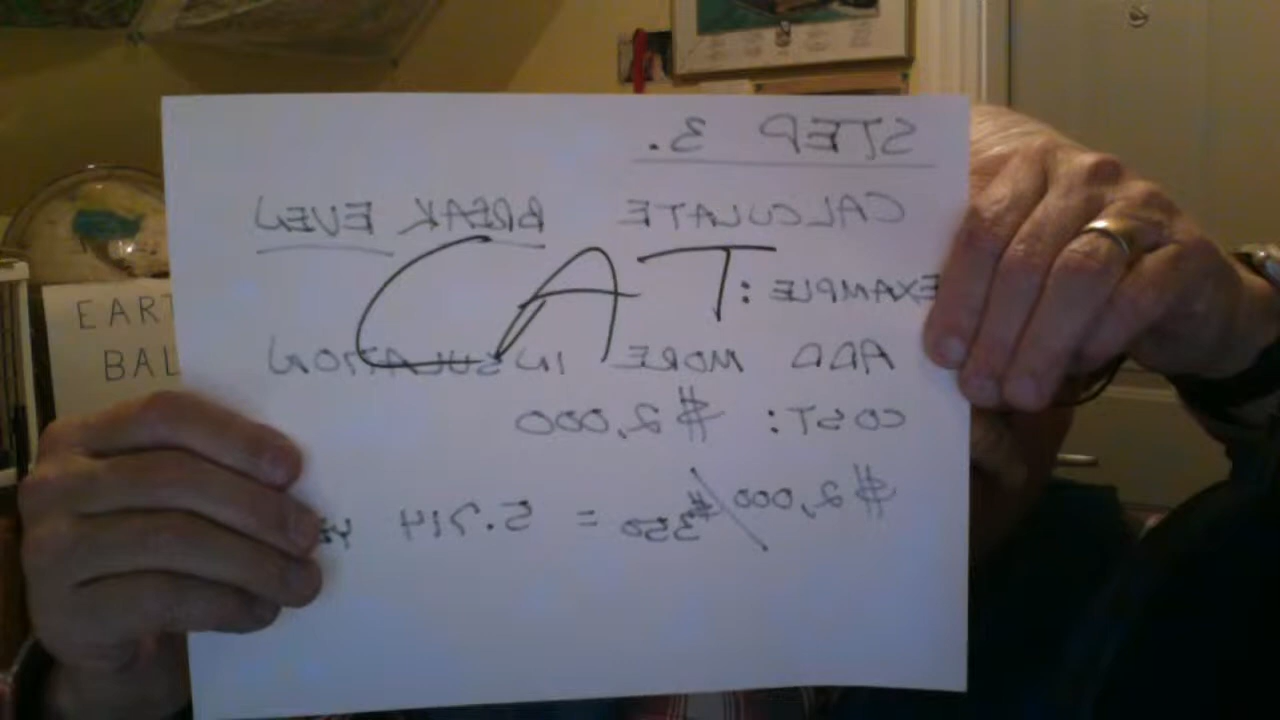 STEP 3.
CALCULATE BREAK EVEN
EXAMPLE:
CAT
ADD MORE INSULATION
COST: $2,000
$2,000/$350 = 5.714
EART
BAL